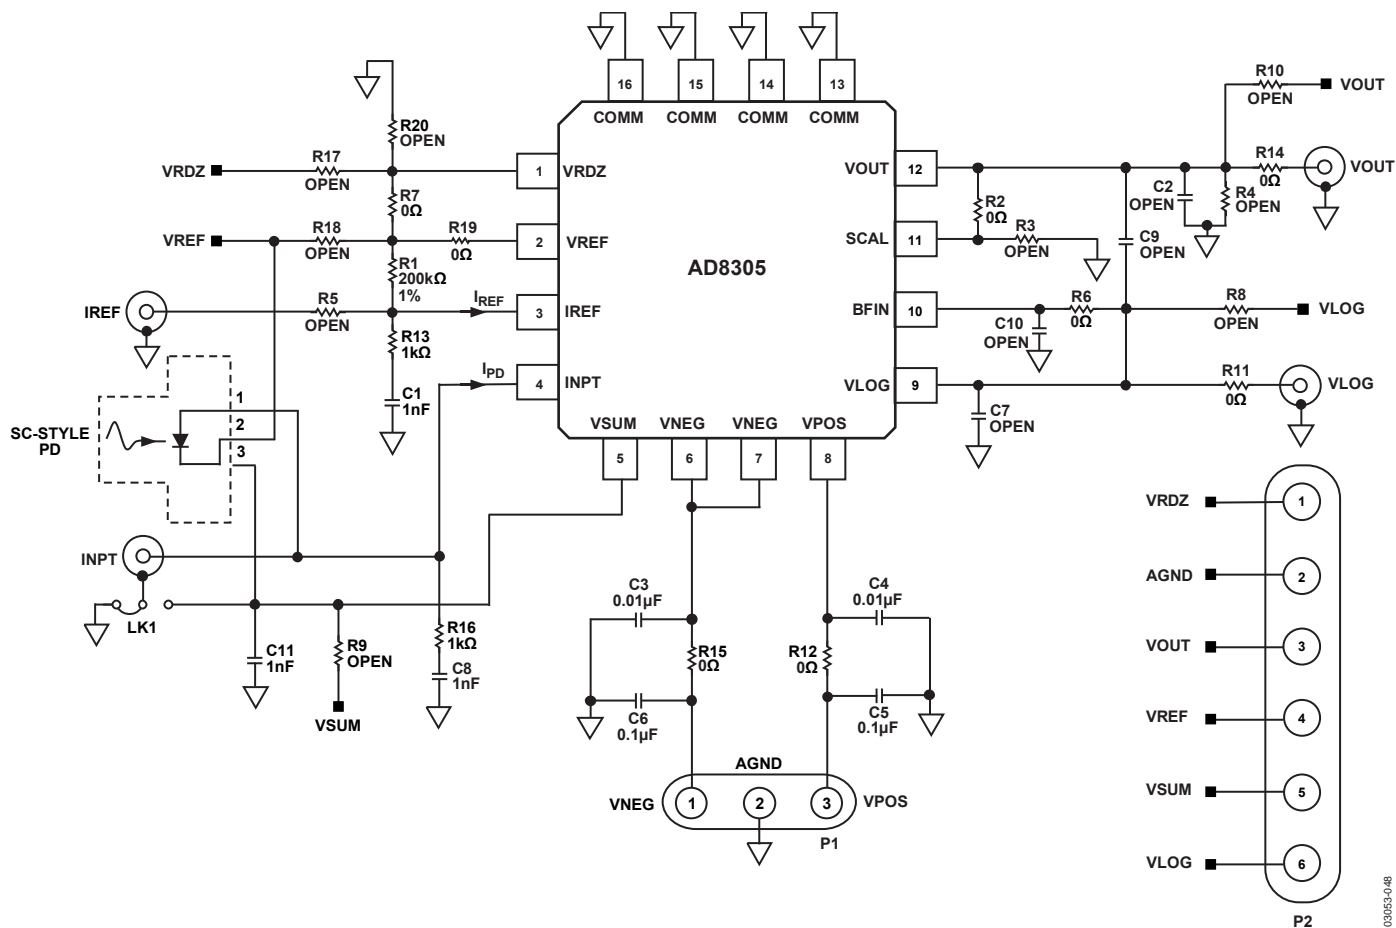 16
15
14
13
COMM
COMM
COMM
COMM
R20
OPEN
VRDZ
R17
OPEN
1
VRDZ
R7
0Ω
VREF
R18
OPEN
R19
0Ω
2
VREF
R1
200kΩ
1%
IREF
R5
OPEN
IREF
3
IREF
R13
1kΩ
IPD
4
INPT
C1
1nF
AD8305
VOUT
12
R2
0Ω
SCAL
11
R3
OPEN
BFIN
10
C10
OPEN
R6
0Ω
VLOG
9
C7
OPEN
R10
OPEN
VOUT
R14
0Ω
VOUT
C2
OPEN
R4
OPEN
C9
OPEN
R8
OPEN
VLOG
R11
0Ω
VLOG
VSUM
VNEG
VNEG
VPOS
5
6
7
8
SC-STYLE
PD
1
2
3
INPT
LK1
C11
1nF
R9
OPEN
VSUM
R16
1kΩ
C8
1nF
C3
0.01µF
R15
0Ω
C6
0.1µF
C4
0.01µF
R12
0Ω
C5
0.1µF
AGND
VNEG
1
2
3
VPOS
P1
VRDZ
1
AGND
2
VOUT
3
VREF
4
VSUM
5
VLOG
6
P2
03053-048